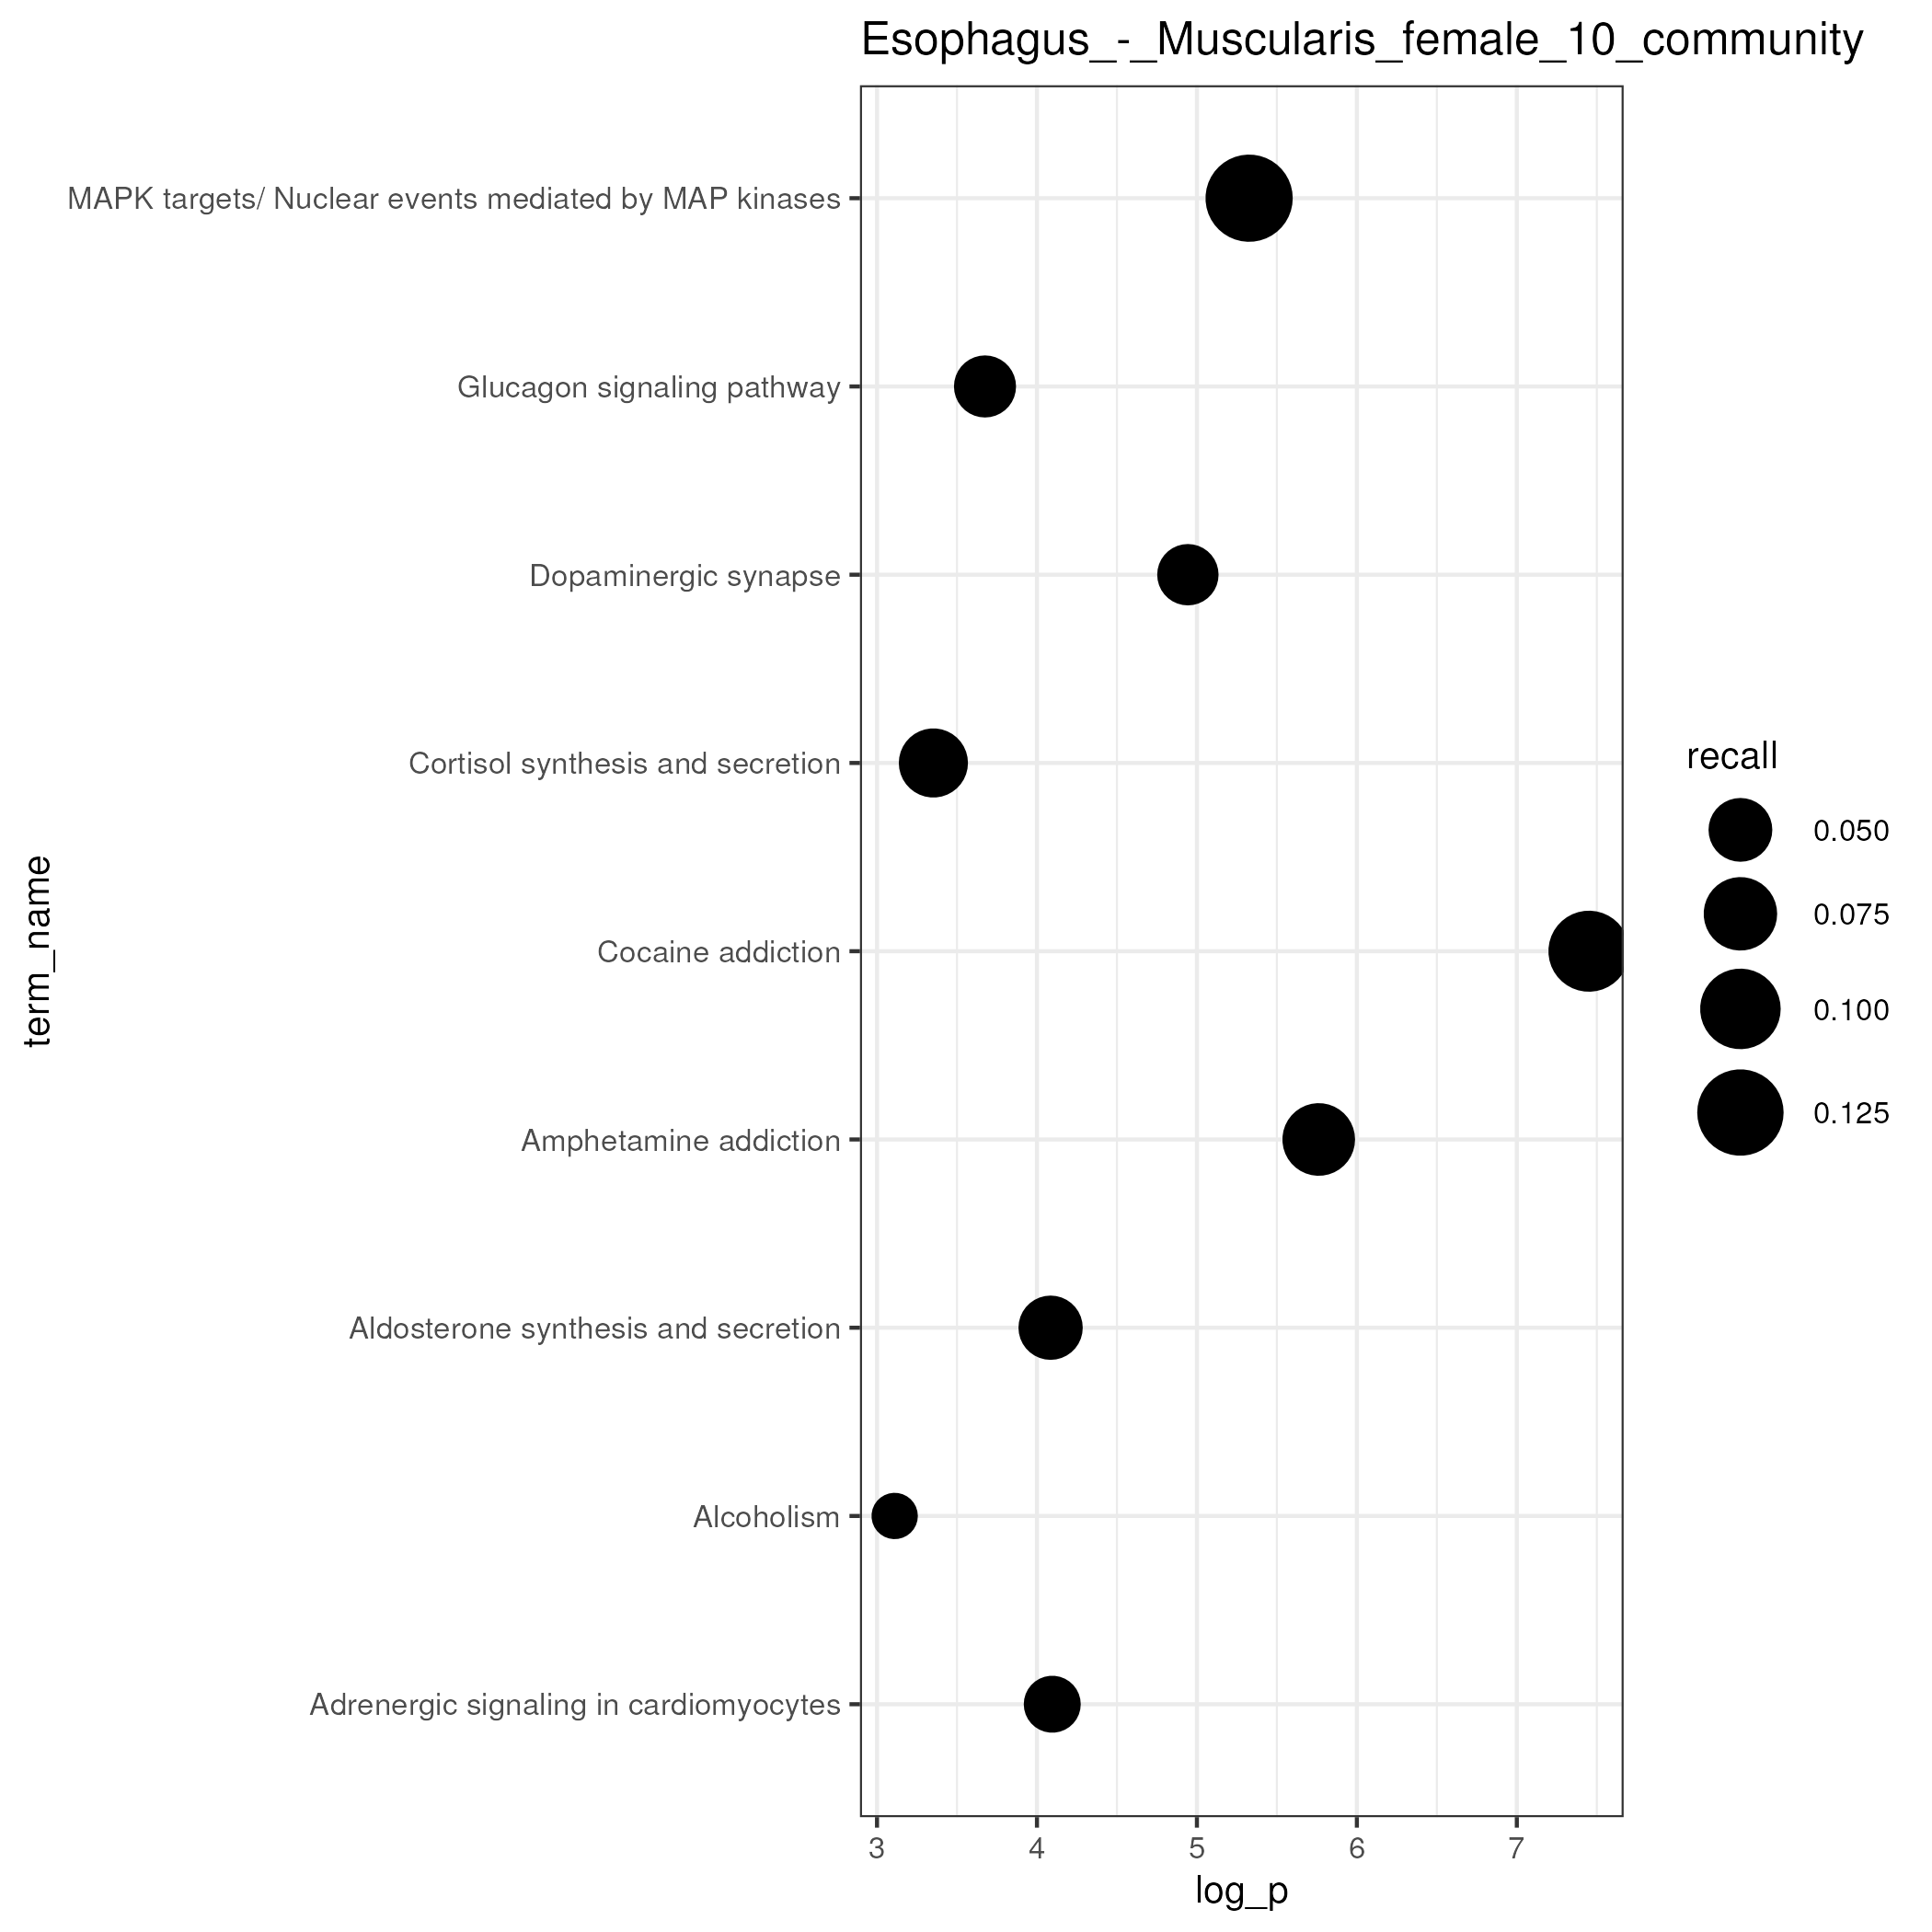 Esophagus_-_Muscularis_female_10_community
term_name
MAPK targets/ Nuclear events mediated by MAP kinases
Glucagon signaling pathway
Dopaminergic synapse
Cortisol synthesis and secretion
Cocaine addiction
Amphetamine addiction
Aldosterone synthesis and secretion
Alcoholism
Adrenergic signaling in cardiomyocytes
3 4 5 6 7
log_p
recall
0.050
0.075
0.100
0.125